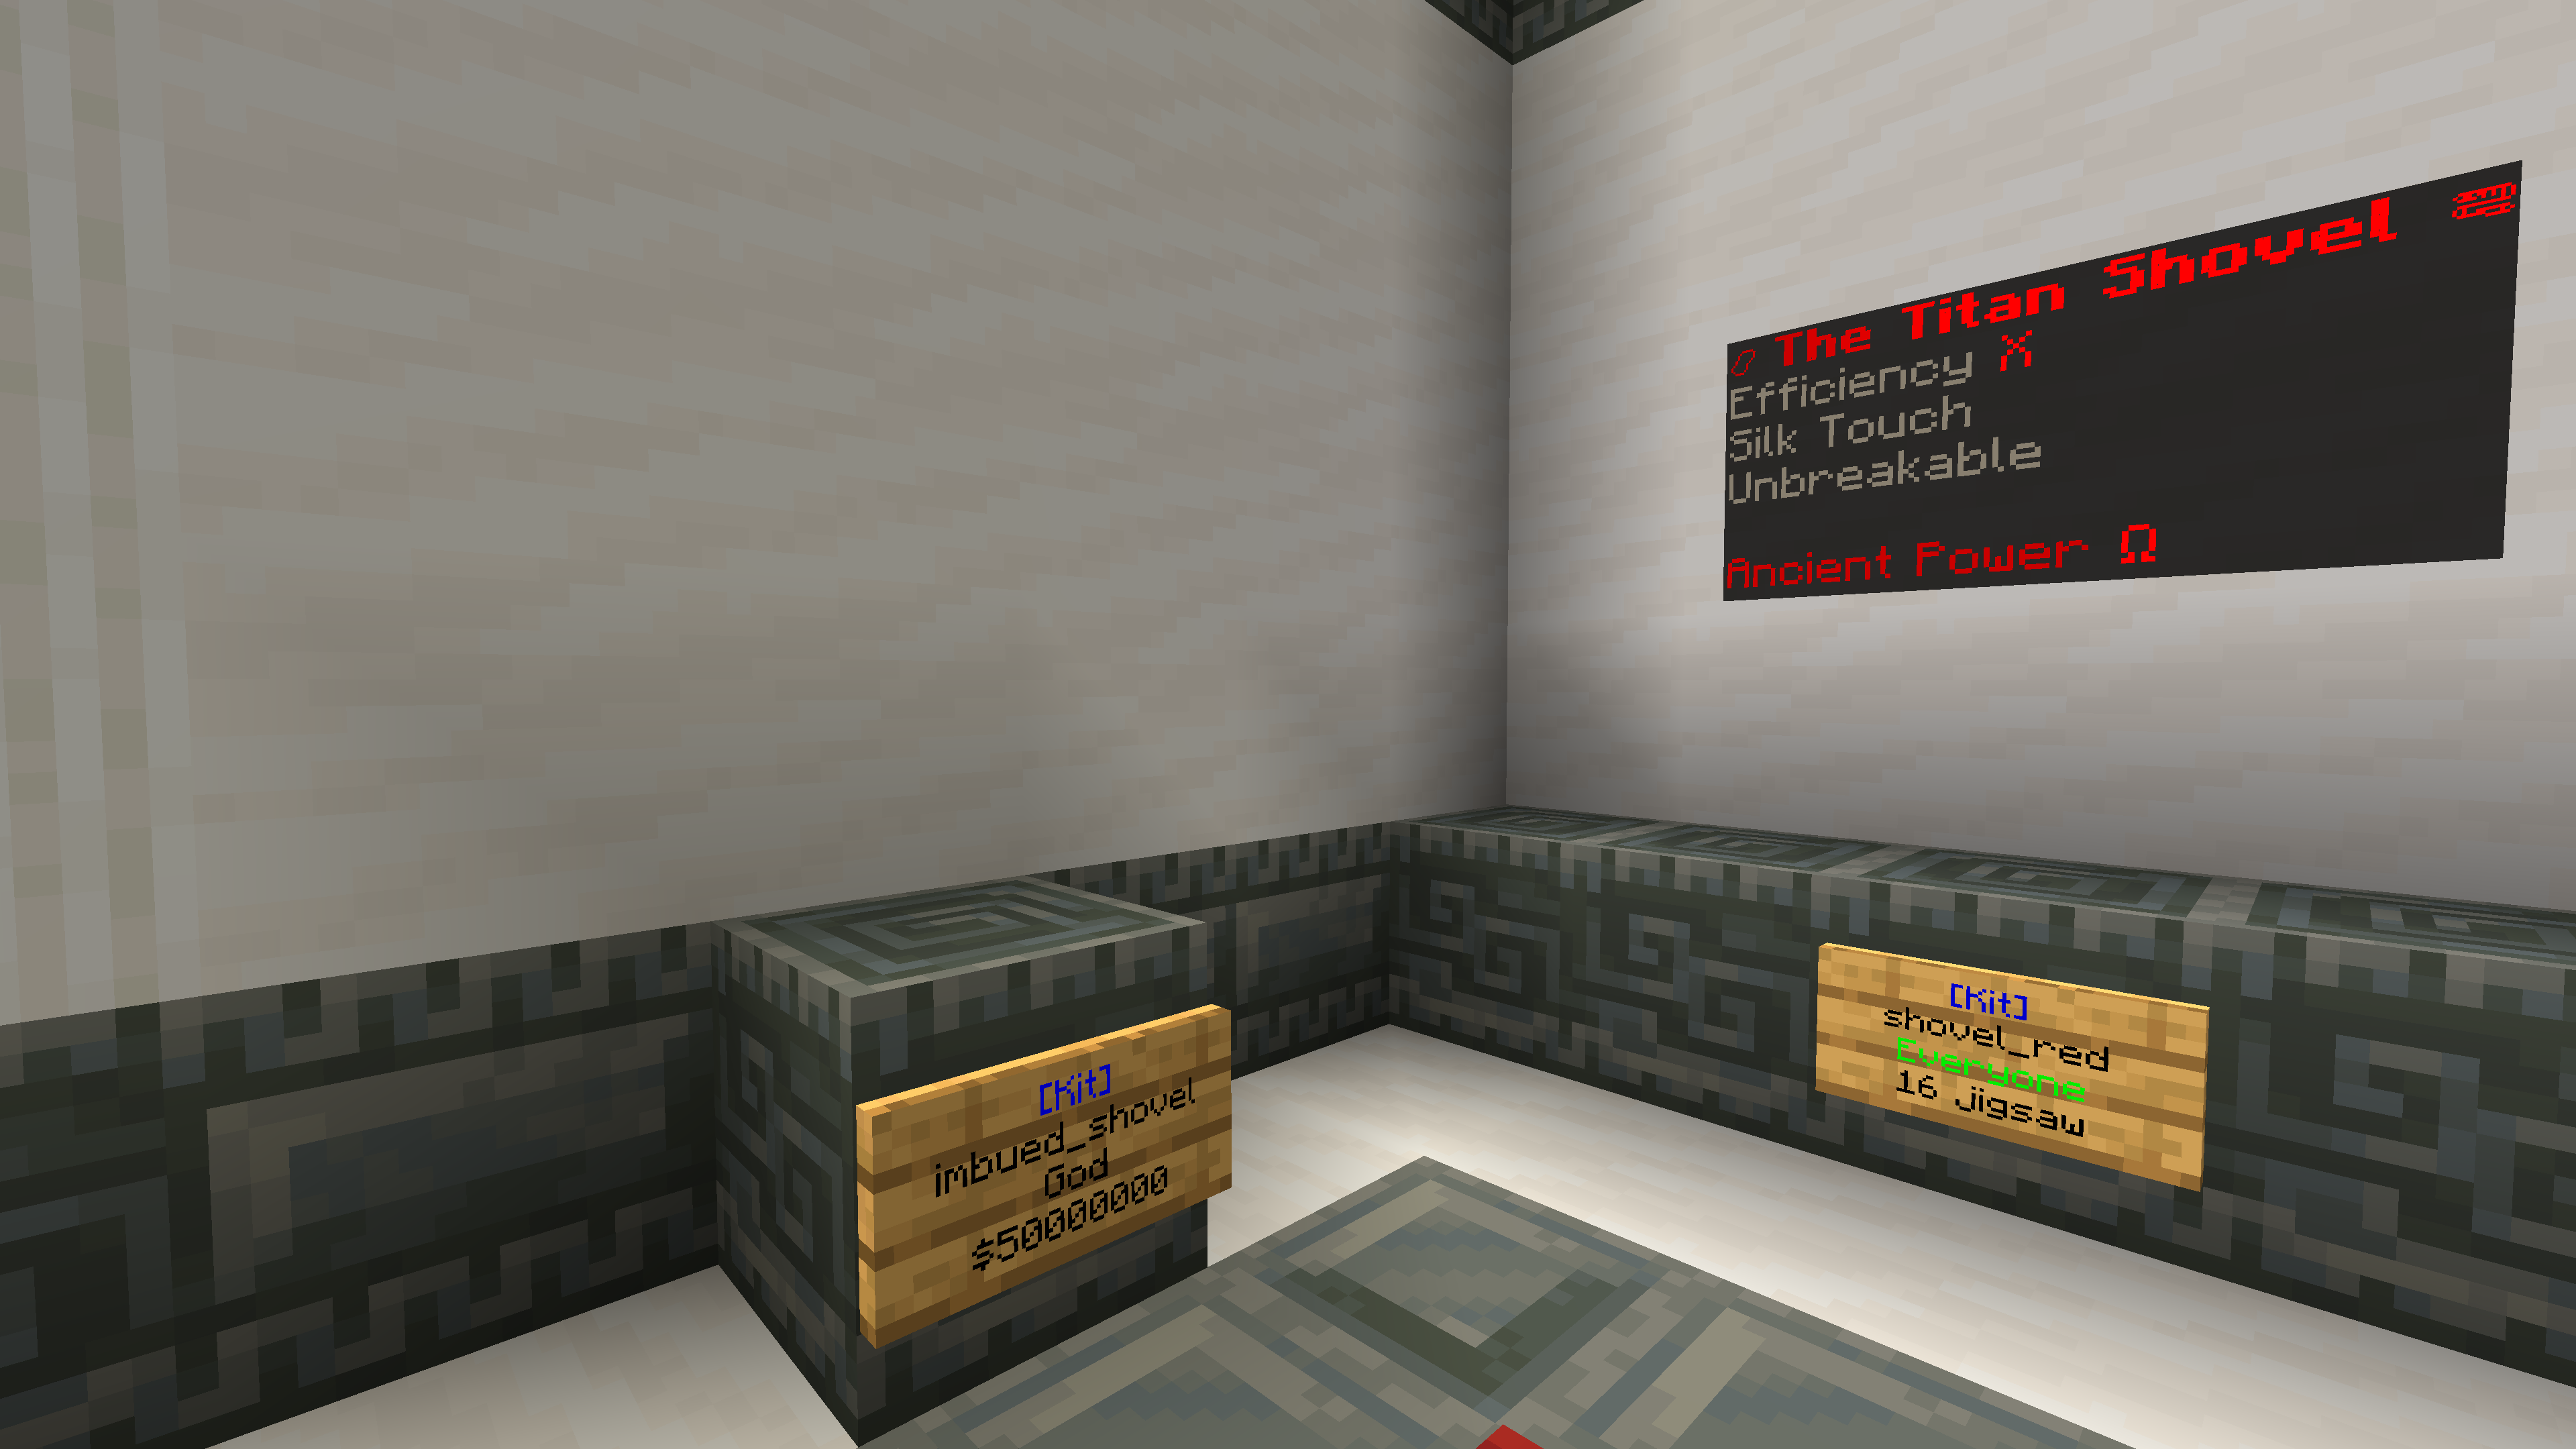 The Titan Shovel
Efficiency X
Silk Touch
Unbreakable
Ancient Power Ω
[Kit]
imbued_shovel
God
$50000000
[Kit]
shovel_red
Everyone
16 jigsaw